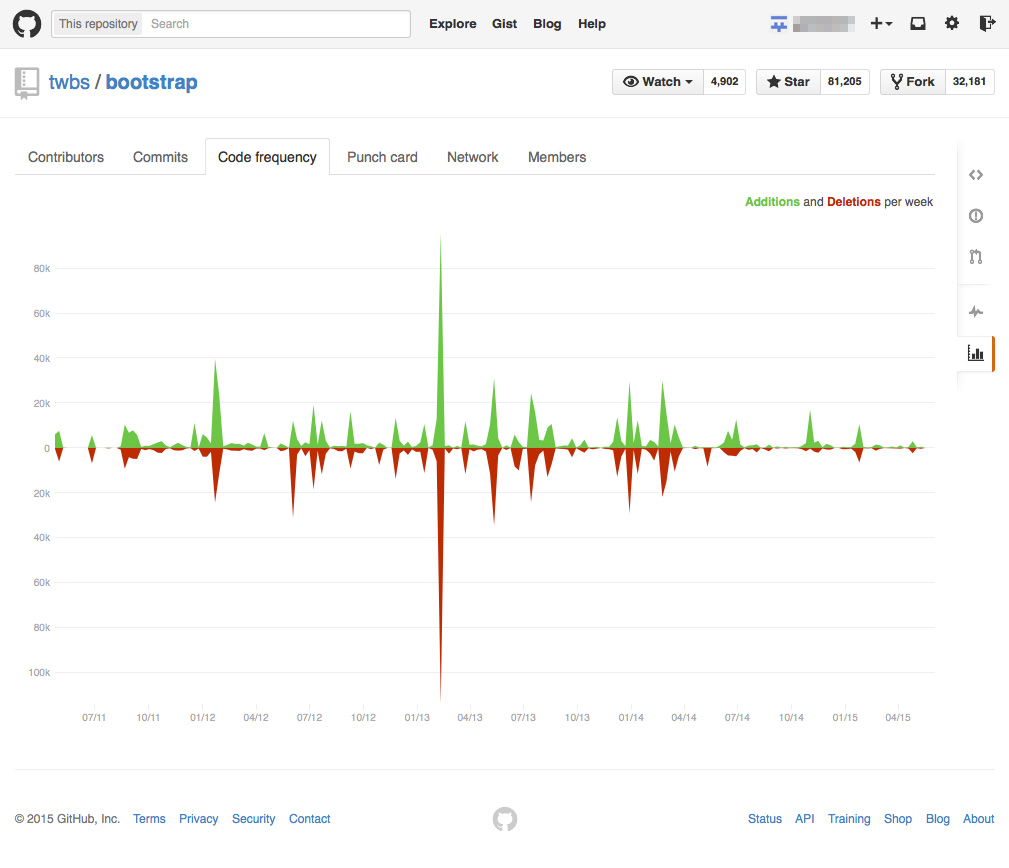 This repository Search Explore Gist Blog Help
twbs / bootstrap Watch 4,902 Star 81,205 Fork 32,181
Contributors Commits Code frequency Punch card Network Members
Additions and Deletions per week
80k
60k
40k
20k
0
20k
40k
60k
80k
100k
07/11 10/11 01/12 04/12 07/12 10/12 01/13 04/13 07/13 10/13 01/14 04/14 07/14 10/14 01/15 04/15
© 2015 GitHub, Inc. Terms Privacy Security Contact Status API Training Shop Blog About